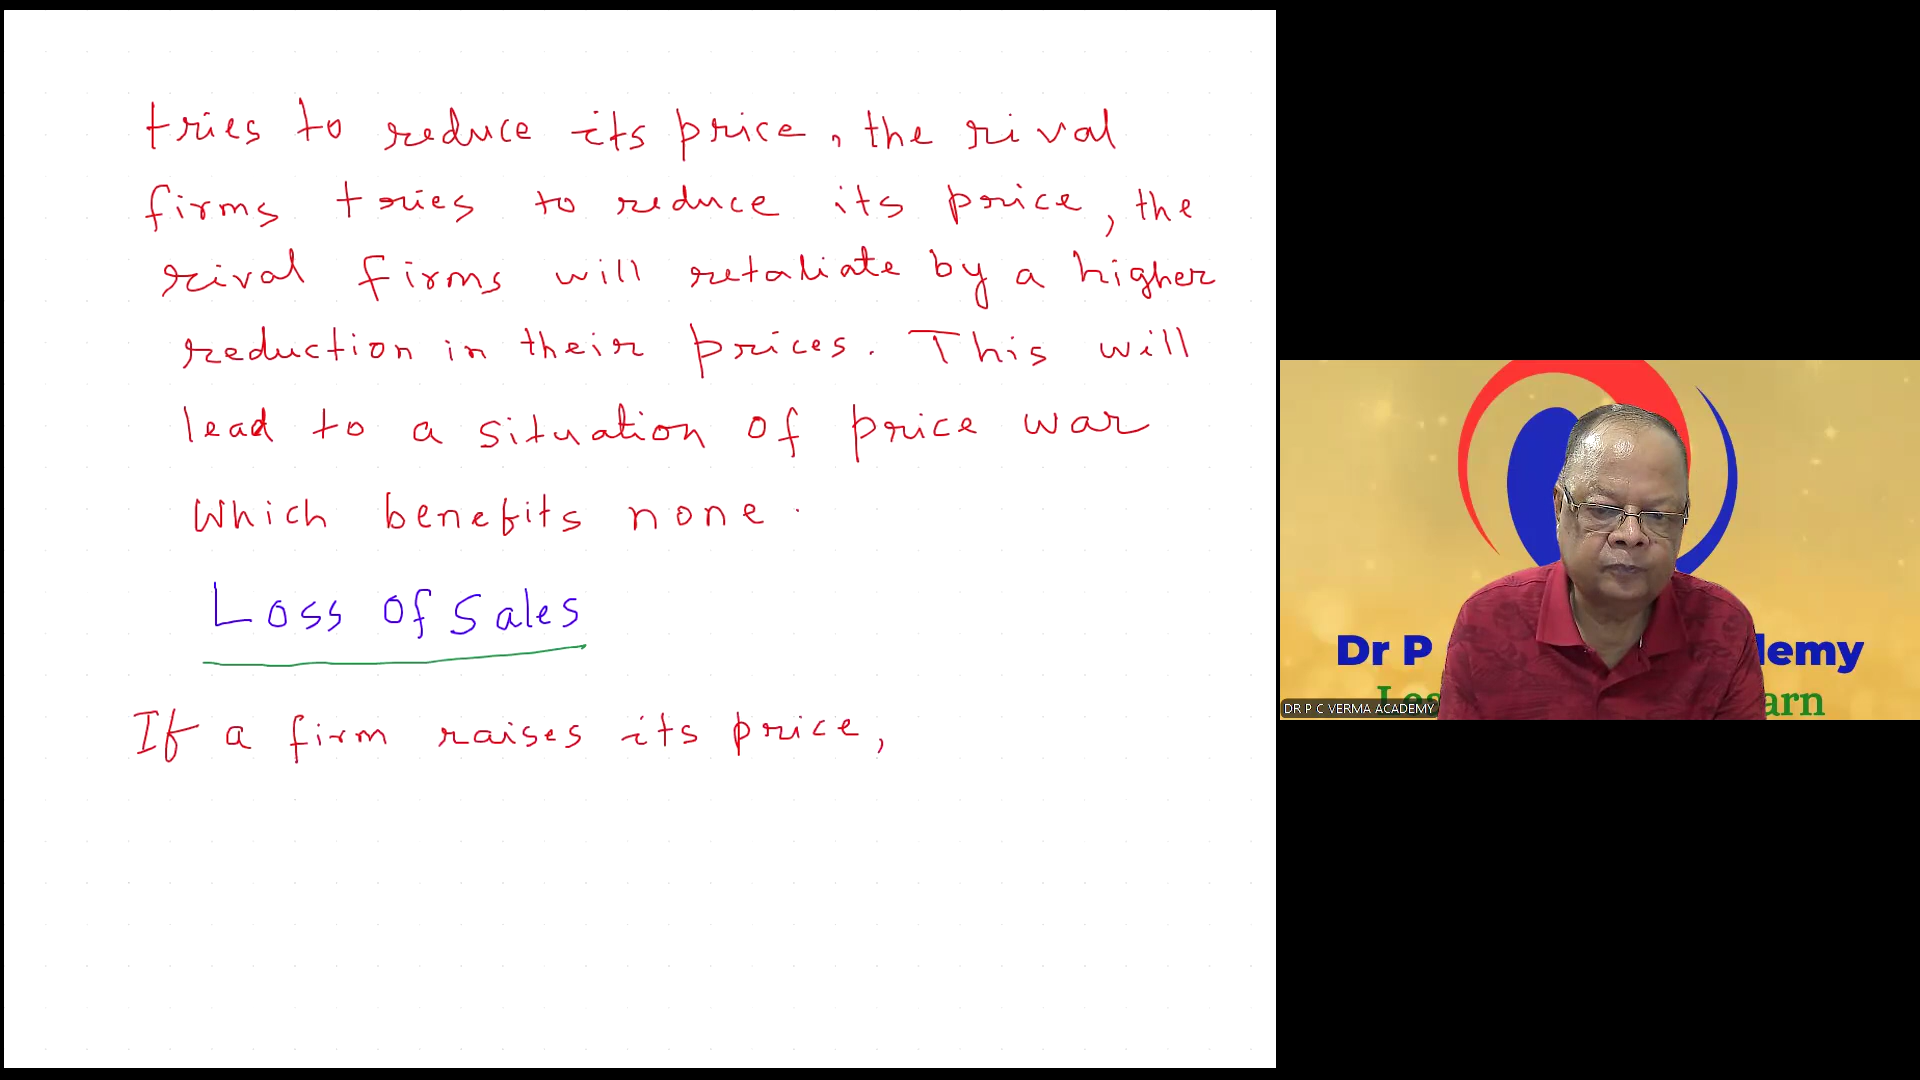 tries to reduce its price, the rival
firms tries to reduce its price, the
rival firms will retaliate by a higher
reduction in their prices. This will
lead to a situation of price war
which benefits none.
Loss of Sales
If a firm raises its price,
Dr P demy
Le arn
DR P C VERMA ACADEMY